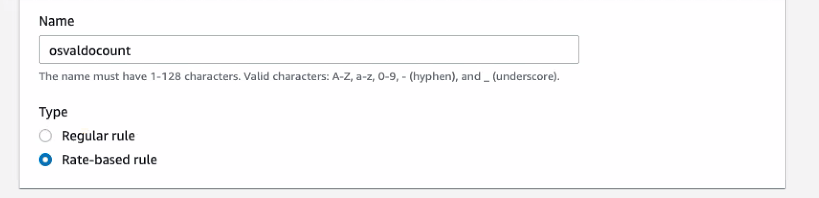 Name
osvaldocount
The name must have 1-128 characters. Valid characters: A-Z, a-z, 0-9, - (hyphen), and _ (underscore).
Type
Regular rule
Rate-based rule